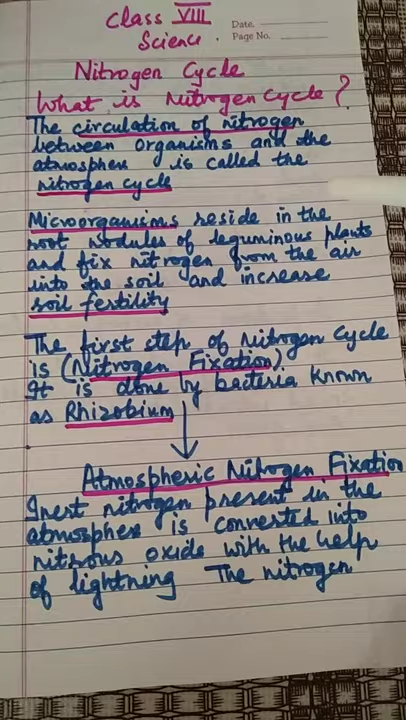 Class VIII
Date.
Science.
Page No.
Nitrogen Cycle
What is Nitrogen cycle?
The circulation of nitrogen
between organisms and the
atmosphere is called the
nitrogen cycle
Microorganisms reside in the
root nodules of leguminous plants
and fix nitrogen from the air
into the soil and increase
soil fertility
The first step of Nitrogen Cycle
is (Nitrogen Fixation)
It is done by bacteria known
as Rhizobium
Atmospheric Nitrogen Fixation
Inert nitrogen present in the
atmosphere is converted into
nitrous oxide with the help
of lightning The nitrogen